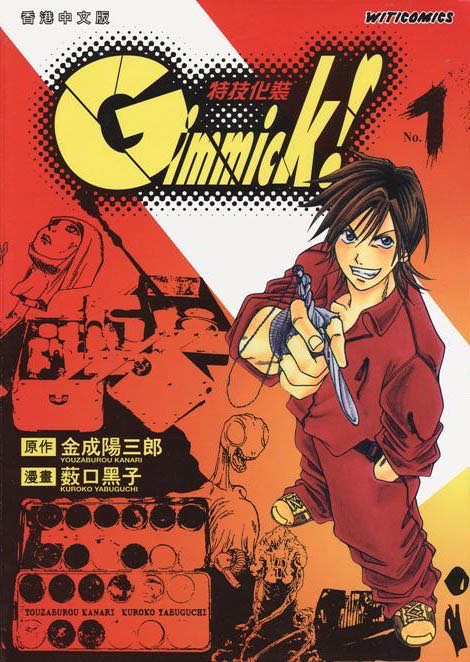 香港中文版
WITICOMICS
特技化裝
Gimmick!
No.1
原作 金成陽三郎
YOUZABUROU KANARI
漫畫 薮口黑子
KUROKO YABUGUCHI
YOUZABUROU KANARI KUROKO YABUGUCHI